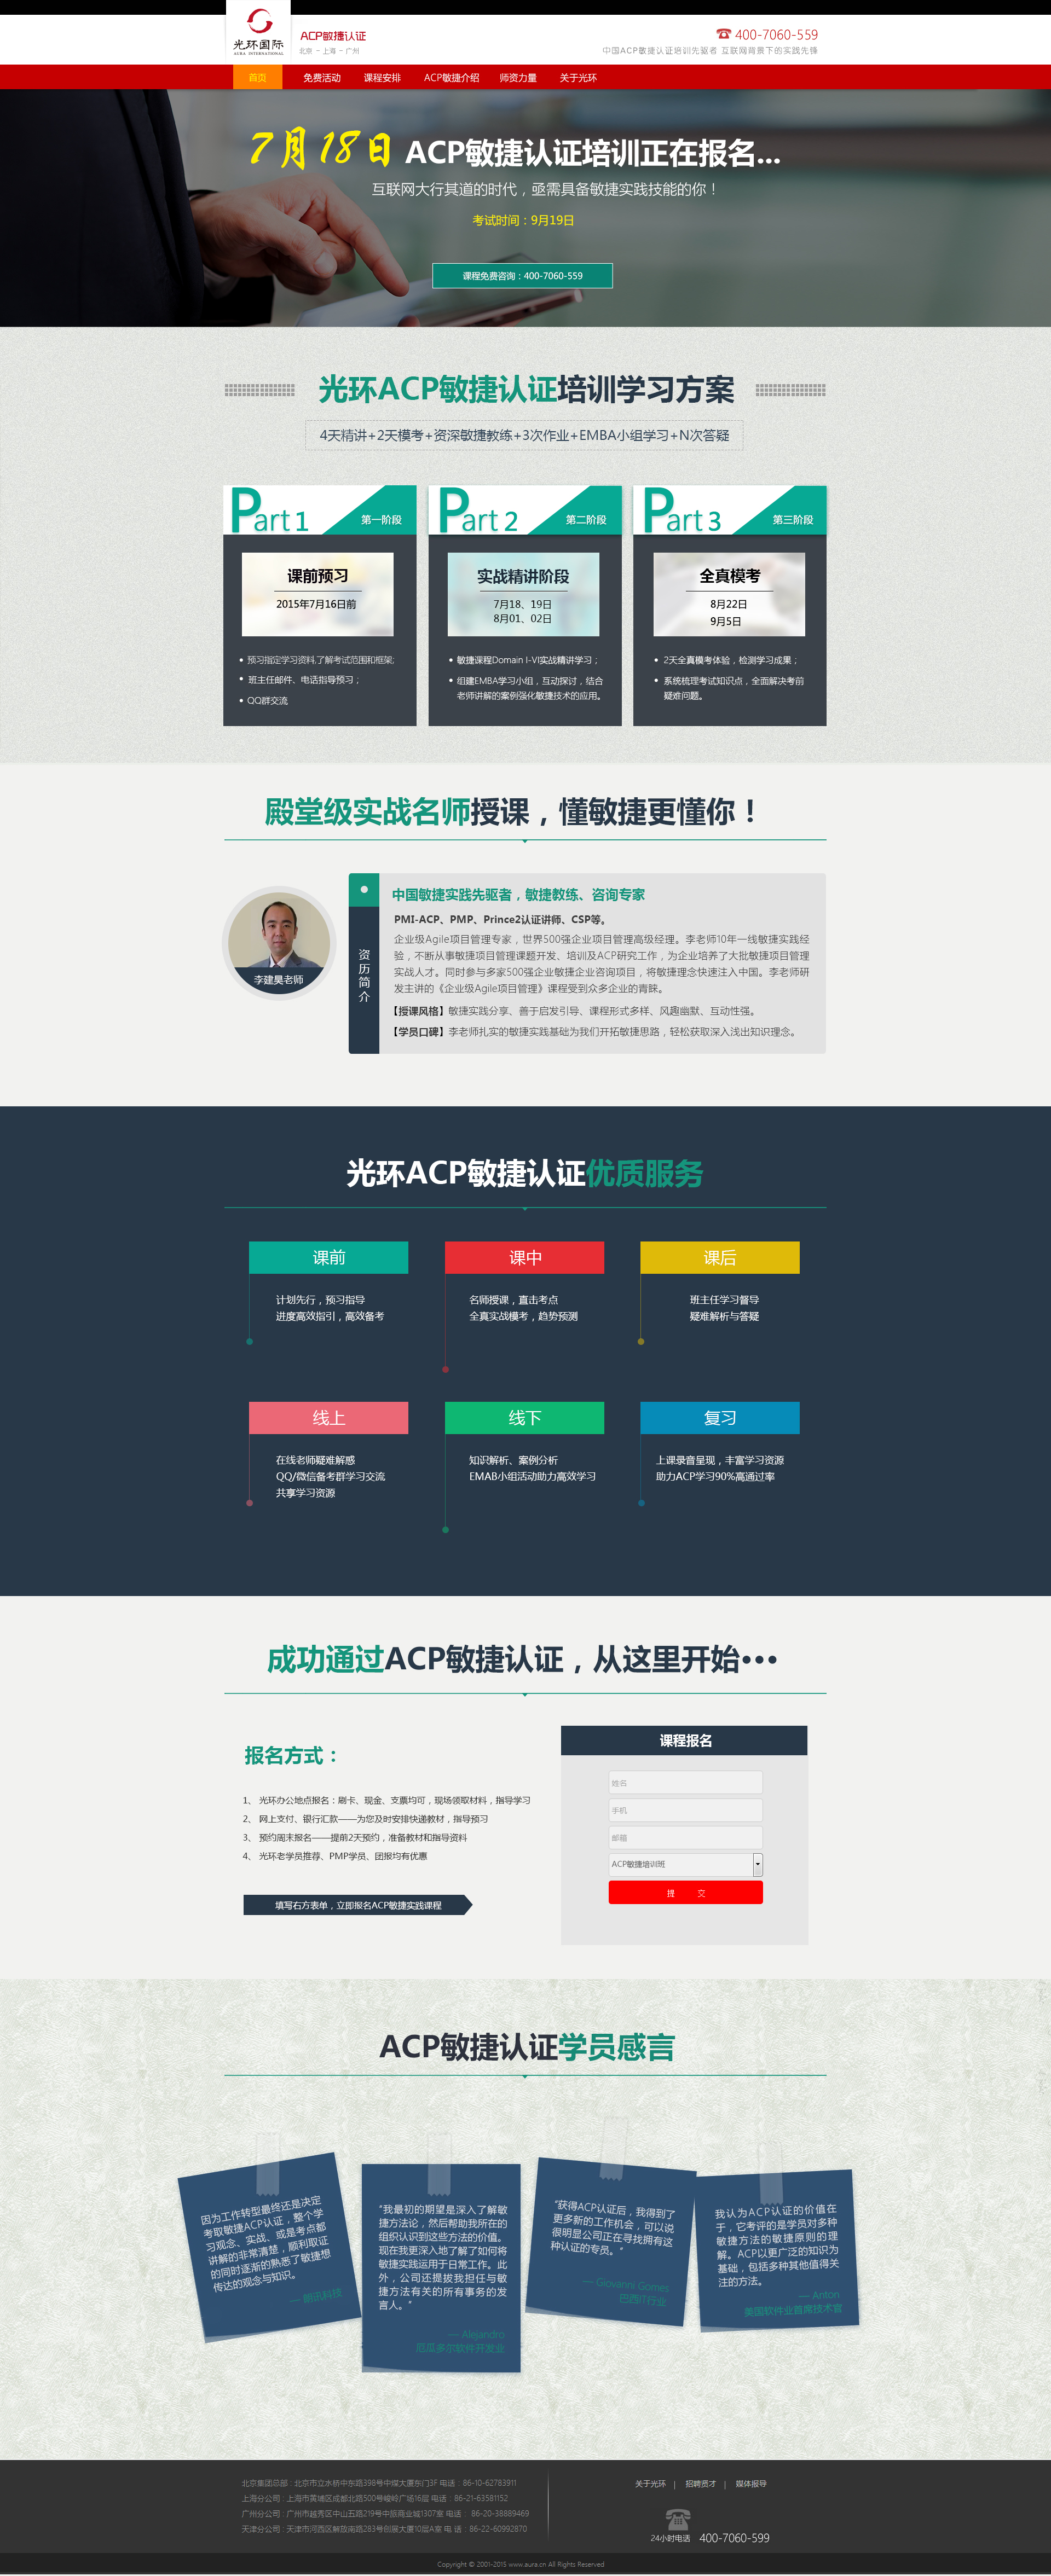 光环国际
AURA INTERNATIONAL
ACP敏捷认证
北京 - 上海 - 广州
400-7060-559
中国ACP敏捷认证培训先驱者 互联网背景下的实践先锋
首页 免费活动 课程安排 ACP敏捷介绍 师资力量 关于光环
7月18日 ACP敏捷认证培训正在报名...
互联网大行其道的时代，亟需具备敏捷实践技能的你！
考试时间：9月19日
课程免费咨询：400-7060-559
光环ACP敏捷认证培训学习方案
4天精讲+2天模考+资深敏捷教练+3次作业+EMBA小组学习+N次答疑
Part 1 第一阶段
课前预习
2015年7月16日前
• 预习指定学习资料,了解考试范围和框架;
• 班主任邮件、电话指导预习；
• QQ群交流
Part 2 第二阶段
实战精讲阶段
7月18、19日
8月01、02日
• 敏捷课程Domain I-VI实战精讲学习；
• 组建EMBA学习小组，互动探讨，结合
老师讲解的案例强化敏捷技术的应用。
Part 3 第三阶段
全真模考
8月22日
9月5日
• 2天全真模考体验，检测学习成果；
• 系统梳理考试知识点，全面解决考前
疑难问题。
殿堂级实战名师授课，懂敏捷更懂你！
李建昊老师
资历简介
中国敏捷实践先驱者，敏捷教练、咨询专家
PMI-ACP、PMP、Prince2认证讲师、CSP等。
企业级Agile项目管理专家，世界500强企业项目管理高级经理。李老师10年一线敏捷实践经
验，不断从事敏捷项目管理课题开发、培训及ACP研究工作，为企业培养了大批敏捷项目管理
实战人才。同时参与多家500强企业敏捷企业咨询项目，将敏捷理念快速注入中国。李老师研
发主讲的《企业级Agile项目管理》课程受到众多企业的青睐。
【授课风格】敏捷实践分享、善于启发引导、课程形式多样、风趣幽默、互动性强。
【学员口碑】李老师扎实的敏捷实践基础为我们开拓敏捷思路，轻松获取深入浅出知识理念。
光环ACP敏捷认证优质服务
课前
计划先行，预习指导
进度高效指引，高效备考
课中
名师授课，直击考点
全真实战模考，趋势预测
课后
班主任学习督导
疑难解析与答疑
线上
在线老师疑难解惑
QQ/微信备考群学习交流
共享学习资源
线下
知识解析、案例分析
EMAB小组活动助力高效学习
复习
上课录音呈现，丰富学习资源
助力ACP学习90%高通过率
成功通过ACP敏捷认证，从这里开始•••
报名方式：
1、 光环办公地点报名：刷卡、现金、支票均可，现场领取材料，指导学习
2、 网上支付、银行汇款——为您及时安排快递教材，指导预习
3、 预约周末报名——提前2天预约，准备教材和指导资料
4、 光环老学员推荐、PMP学员、团报均有优惠
填写右方表单，立即报名ACP敏捷实践课程
课程报名
姓名
手机
邮箱
ACP敏捷培训班
提 交
ACP敏捷认证学员感言
因为工作转型最终还是决定
考取敏捷ACP认证，整个学
习观念、实战、或是考点都
讲解的非常清楚，顺利取证
的同时逐渐的熟悉了敏捷想
传达的观念与知识。
— 朗讯科技
“我最初的期望是深入了解敏
捷方法论，然后帮助我所在的
组织认识到这些方法的价值。
现在我更深入地了解了如何将
敏捷实践运用于日常工作。此
外，公司还提拔我担任与敏
捷方法有关的所有事务的发
言人。”
— Alejandro
厄瓜多尔软件开发业
“获得ACP认证后，我得到了
更多新的工作机会，可以说
很明显公司正在寻找拥有这
种认证的专员。”
— Giovanni Gomes
巴西IT行业
我认为ACP认证的价值在
于，它考评的是学员对多种
敏捷方法的敏捷原则的理
解。ACP以更广泛的知识为
基础，包括多种其他值得关
注的方法。
— Anton
美国软件业首席技术官
北京集团总部：北京市立水桥中东路398号中煤大厦东门3F 电话：86-10-62783911
上海分公司：上海市黄埔区成都北路500号峻岭广场16层 电话：86-21-63581152
广州分公司：广州市越秀区中山五路219号中旅商业城1307室 电话： 86-20-38889469
天津分公司：天津市河西区解放南路283号创展大厦10层A室 电 话：86-22-60992870
关于光环 | 招聘贤才 | 媒体报导
24小时电话 400-7060-599
Copyright © 2001-2015 www.aura.cn All Rights Reserved